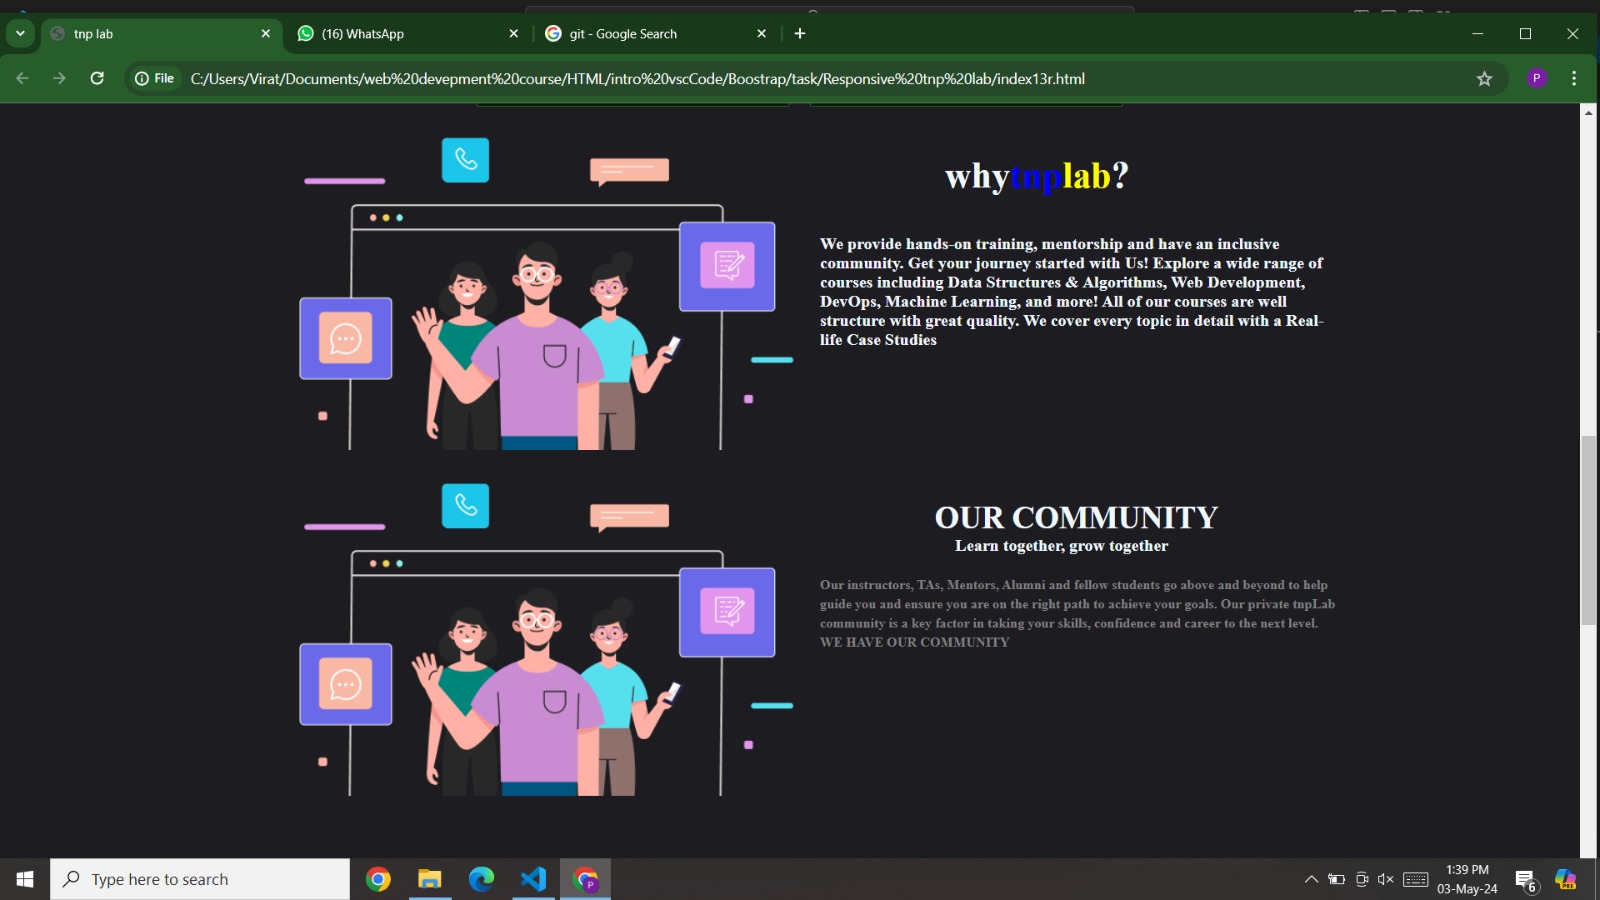 tnp lab
(16) WhatsApp
git - Google Search
File
C:/Users/Virat/Documents/web%20devepment%20course/HTML/intro%20vscCode/Boostrap/task/Responsive%20tnp%20lab/index13r.html
P
whytnplab?
We provide hands-on training, mentorship and have an inclusive
community. Get your journey started with Us! Explore a wide range of
courses including Data Structures & Algorithms, Web Development,
DevOps, Machine Learning, and more! All of our courses are well
structure with great quality. We cover every topic in detail with a Real-
life Case Studies
OUR COMMUNITY
Learn together, grow together
Our instructors, TAs, Mentors, Alumni and fellow students go above and beyond to help
guide you and ensure you are on the right path to achieve your goals. Our private tnpLab
community is a key factor in taking your skills, confidence and career to the next level.
WE HAVE OUR COMMUNITY
Type here to search
P
1:39 PM
03-May-24
6
PRE